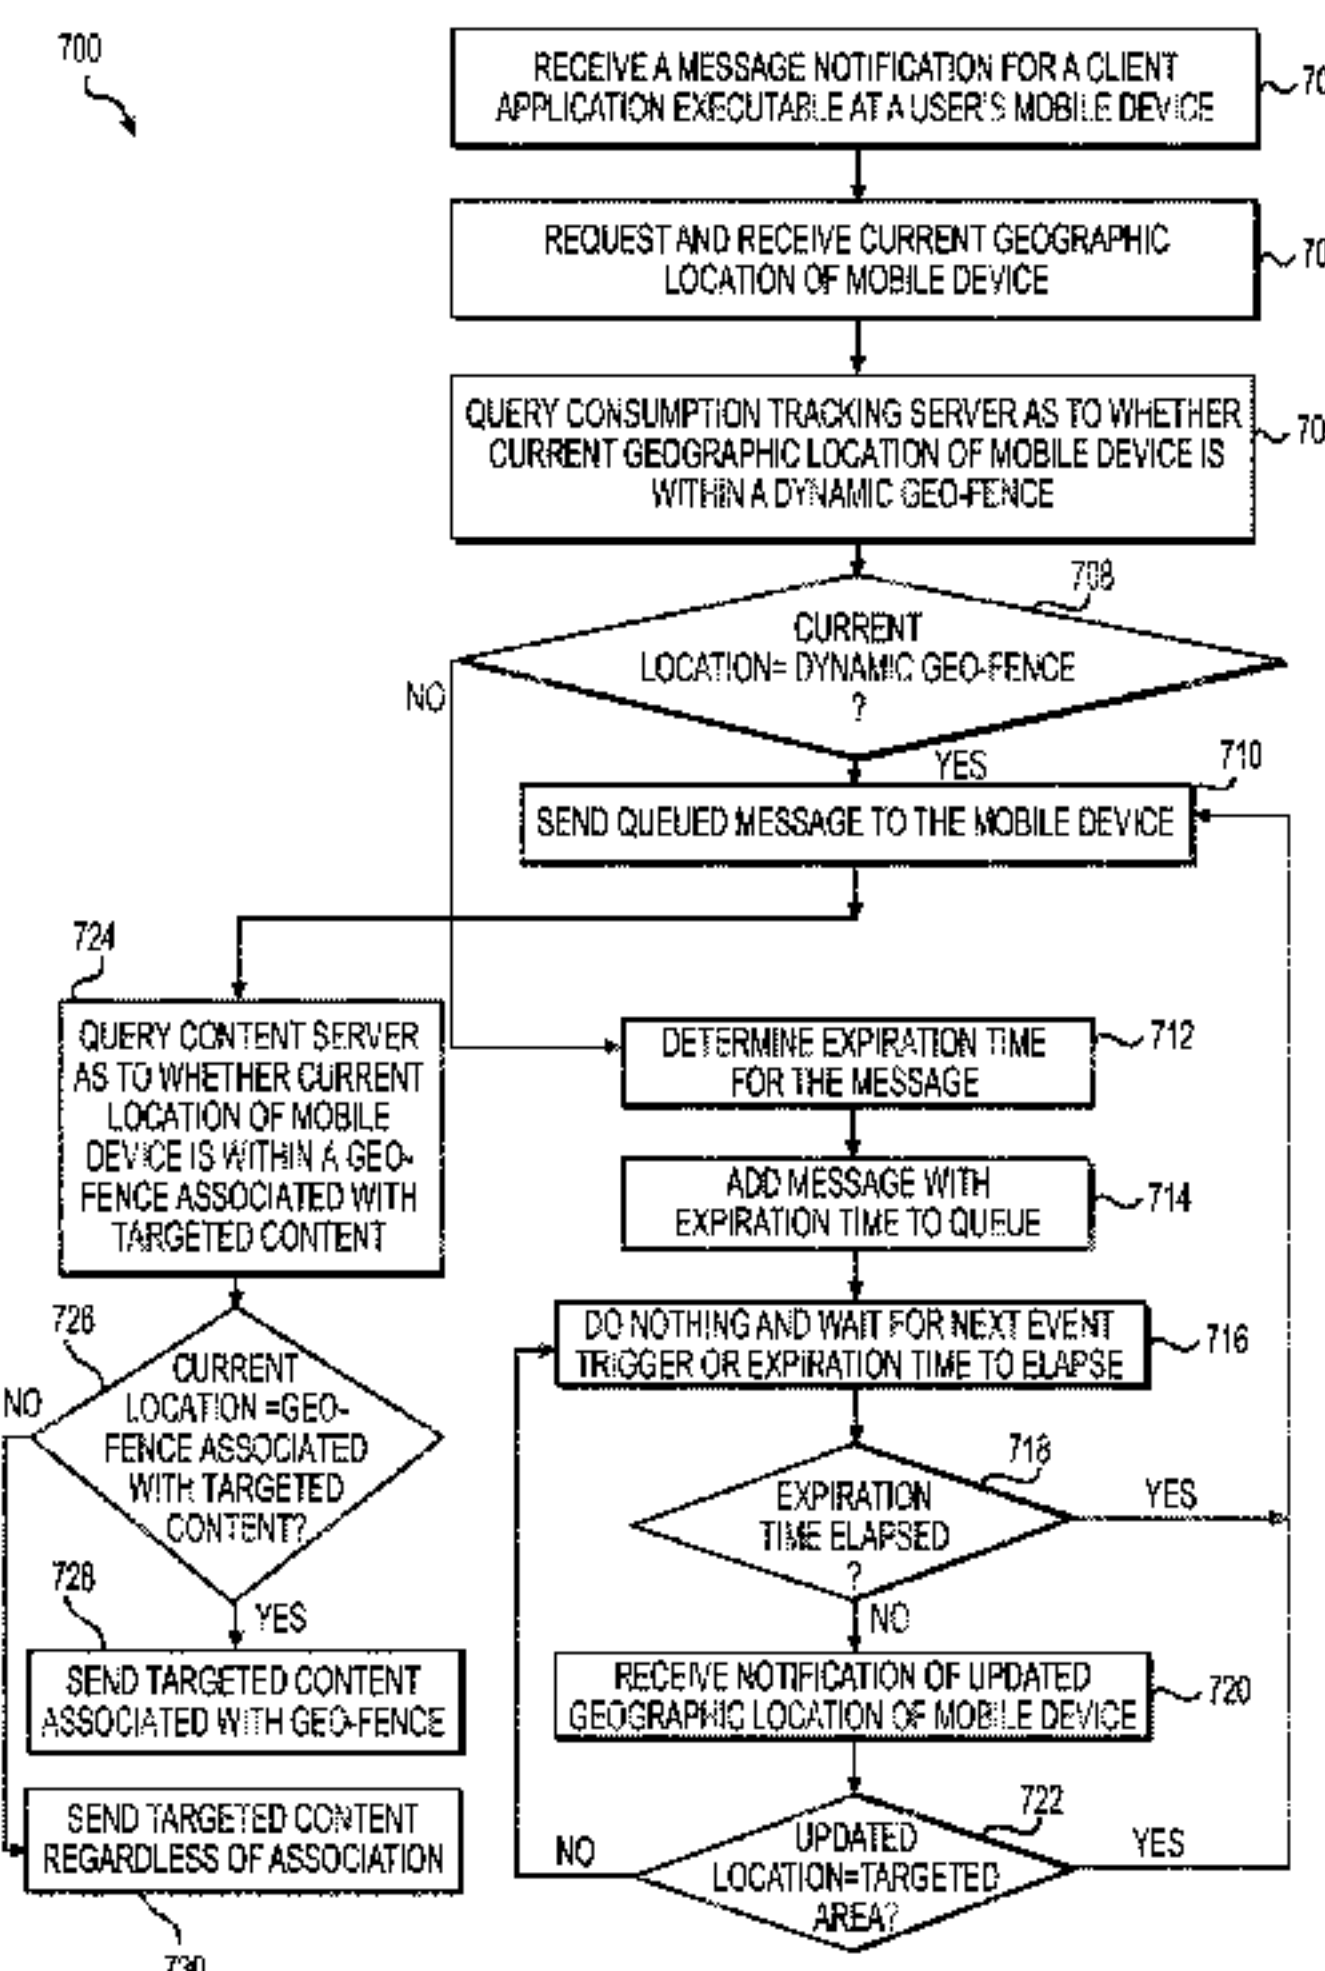 700
RECEIVE A MESSAGE NOTIFICATION FOR A CLIENT
APPLICATION EXECUTABLE AT A USER'S MOBILE DEVICE
70
REQUEST AND RECEIVE CURRENT GEOGRAPHIC
LOCATION OF MOBILE DEVICE
70
QUERY CONSUMPTION TRACKING SERVER AS TO WHETHER
CURRENT GEOGRAPHIC LOCATION OF MOBILE DEVICE IS
WITHIN A DYNAMIC GEO-FENCE
70
708
CURRENT
LOCATION= DYNAMIC GEO-FENCE
?
NO
YES
710
SEND QUEUED MESSAGE TO THE MOBILE DEVICE
724
QUERY CONTENT SERVER
AS TO WHETHER CURRENT
LOCATION OF MOBILE
DEVICE IS WITHIN A GEO-
FENCE ASSOCIATED WITH
TARGETED CONTENT
DETERMINE EXPIRATION TIME
FOR THE MESSAGE
712
ADD MESSAGE WITH
EXPIRATION TIME TO QUEUE
714
DO NOTHING AND WAIT FOR NEXT EVENT
TRIGGER OR EXPIRATION TIME TO ELAPSE
716
726
CURRENT
LOCATION =GEO-
FENCE ASSOCIATED
WITH TARGETED
CONTENT?
NO
YES
718
EXPIRATION
TIME ELAPSED
?
YES
NO
728
SEND TARGETED CONTENT
ASSOCIATED WITH GEO-FENCE
RECEIVE NOTIFICATION OF UPDATED
GEOGRAPHIC LOCATION OF MOBILE DEVICE
720
SEND TARGETED CONTENT
REGARDLESS OF ASSOCIATION
730
722
UPDATED
LOCATION=TARGETED
AREA?
NO
YES